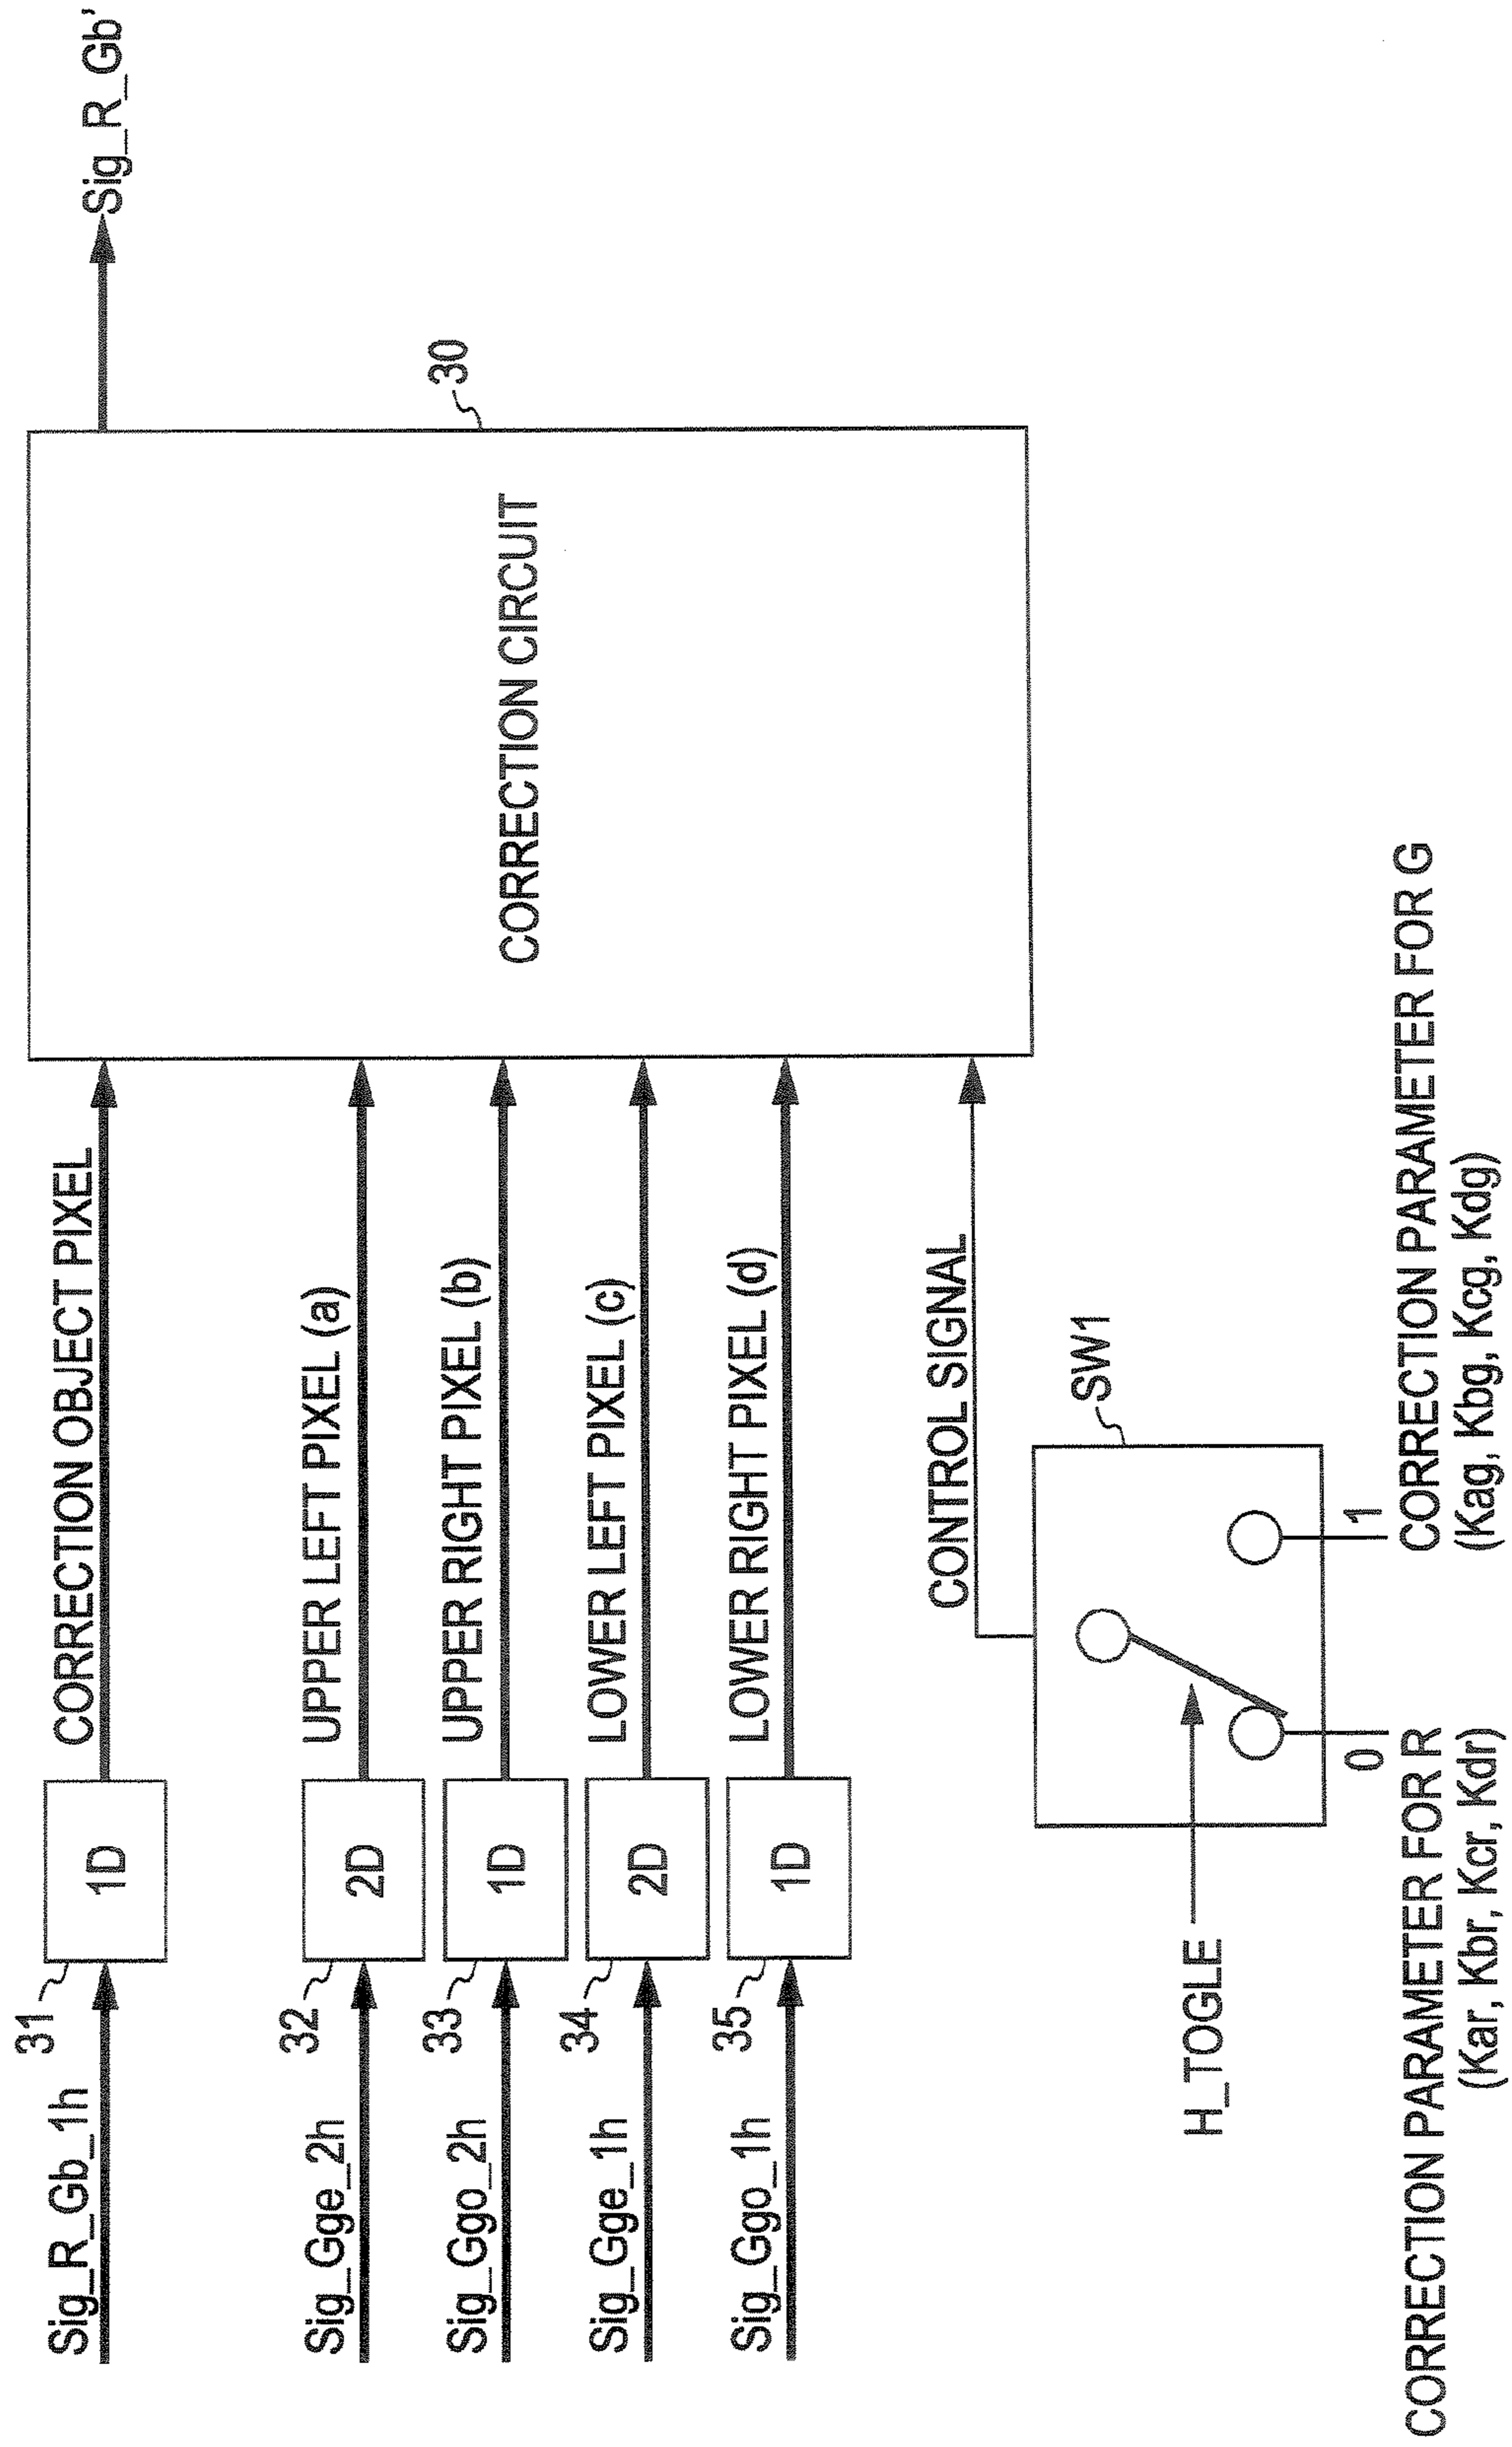 Sig_R_Gb_1h
31
1D
CORRECTION OBJECT PIXEL
Sig_R_Gb'
Sig_Gge_2h
32
2D
UPPER LEFT PIXEL (a)
Sig_Ggo_2h
33
1D
UPPER RIGHT PIXEL (b)
Sig_Gge_1h
34
2D
LOWER LEFT PIXEL (c)
Sig_Ggo_1h
35
1D
LOWER RIGHT PIXEL (d)
CORRECTION CIRCUIT
30
CONTROL SIGNAL
SW1
H_TOGLE
0
1
CORRECTION PARAMETER FOR R
(Kar, Kbr, Kcr, Kdr)
CORRECTION PARAMETER FOR G
(Kag, Kbg, Kcg, Kdg)